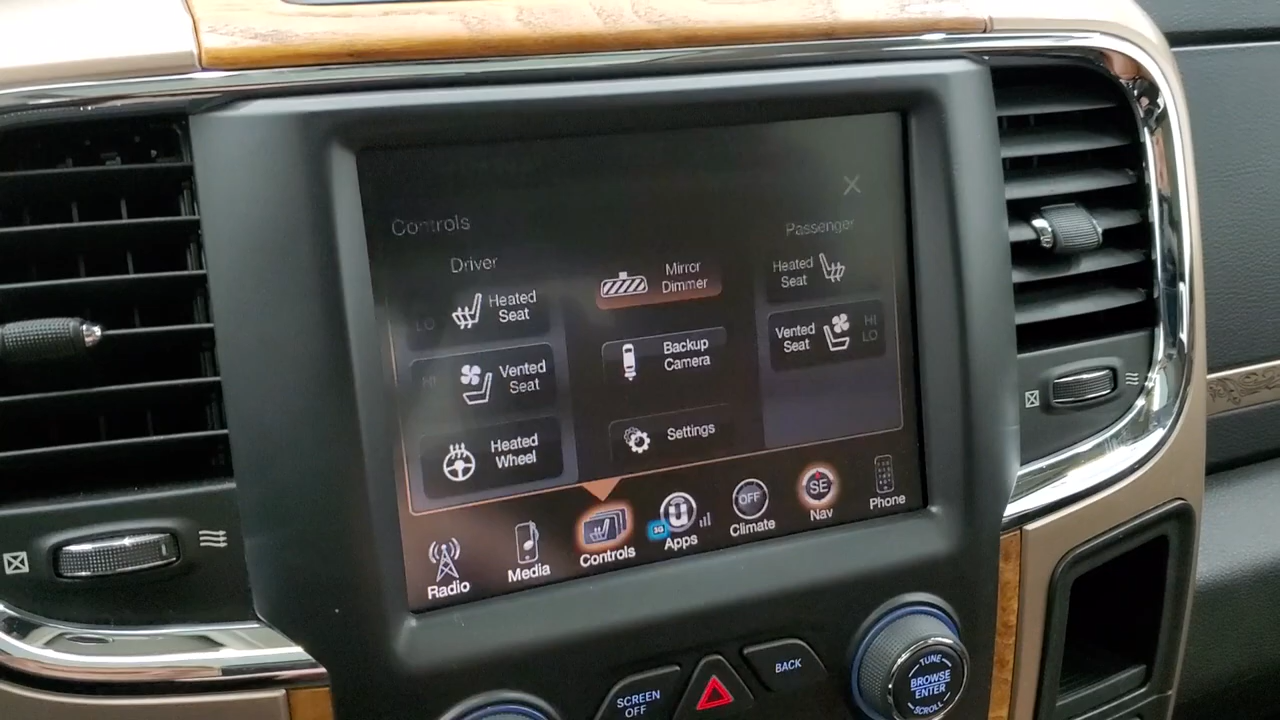 Controls
Driver
Passenger
LO
Heated
Seat
Mirror
Dimmer
Heated
Seat
HI
Vented
Seat
Backup
Camera
Vented
Seat
HI
LO
Heated
Wheel
Settings
Radio
Media
Controls
3G
Apps
OFF
Climate
SE
Nav
Phone
SCREEN
OFF
BACK
TUNE
BROWSE
ENTER
SCROLL